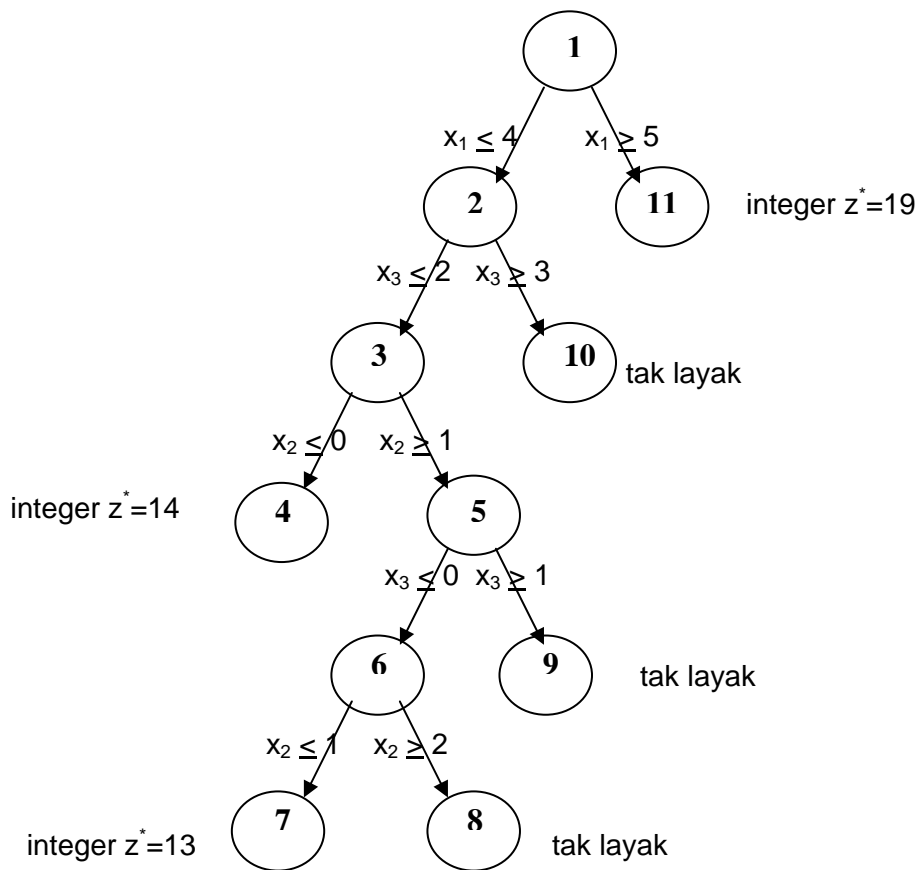 1
x₁ ≤ 4 x₁ ≥ 5
2 11 integer z*=19
x₃ ≤ 2 x₃ ≥ 3
3 10 tak layak
x₂ ≤ 0 x₂ ≥ 1
integer z*=14 4 5
x₃ ≤ 0 x₃ ≥ 1
6 9 tak layak
x₂ ≤ 1 x₂ ≥ 2
integer z*=13 7 8 tak layak